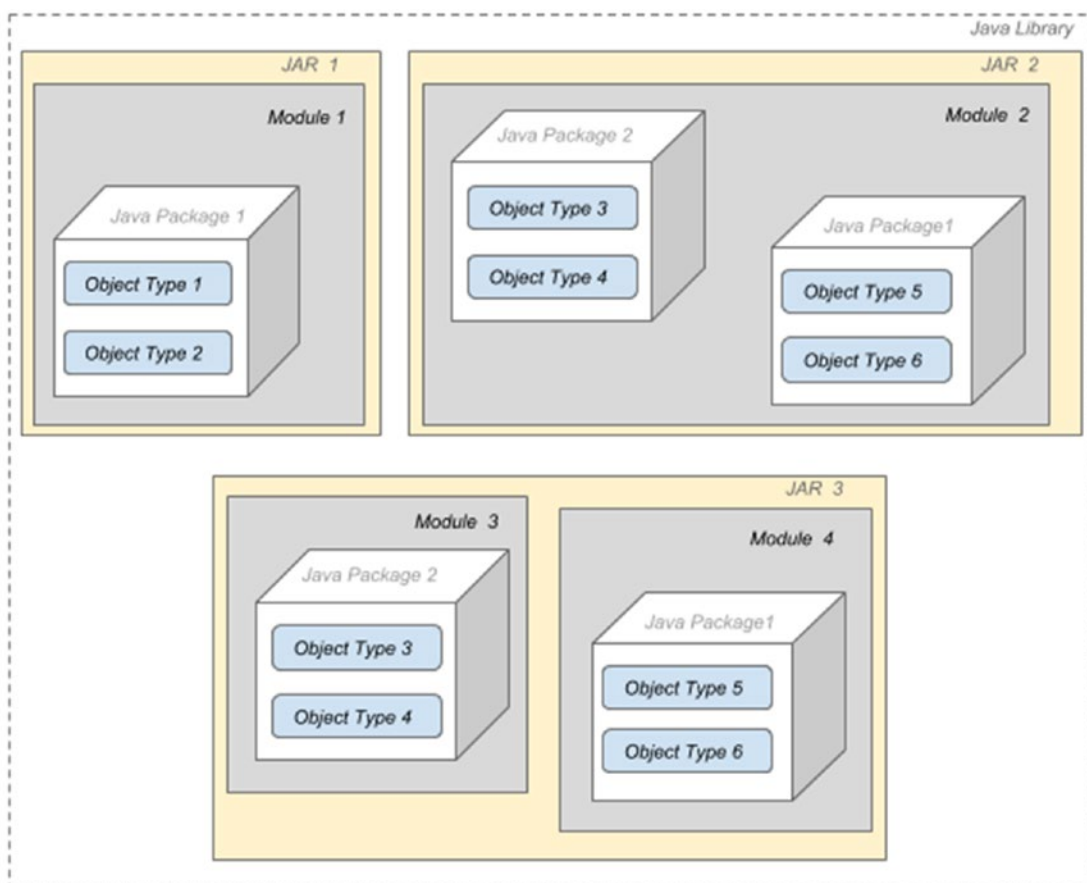 Java Library
JAR 1
Module 1
Java Package 1
Object Type 1
Object Type 2
JAR 2
Module 2
Java Package 2
Object Type 3
Object Type 4
Java Package1
Object Type 5
Object Type 6
JAR 3
Module 3
Java Package 2
Object Type 3
Object Type 4
Module 4
Java Package1
Object Type 5
Object Type 6